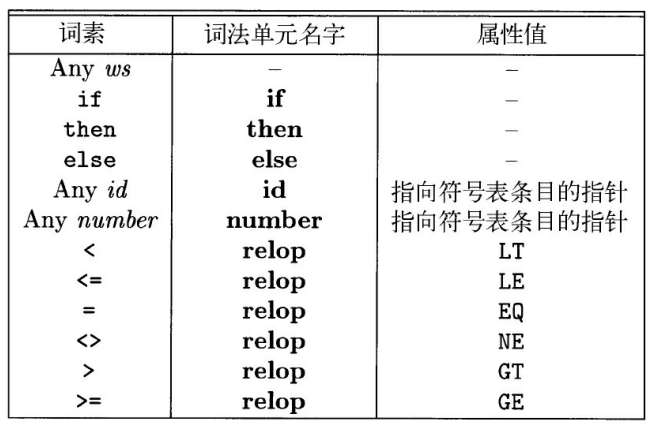 词素 词法单元名字 属性值
Any ws – –
if if –
then then –
else else –
Any id id 指向符号表条目的指针
Any number number 指向符号表条目的指针
< relop LT
<= relop LE
= relop EQ
<> relop NE
> relop GT
>= relop GE